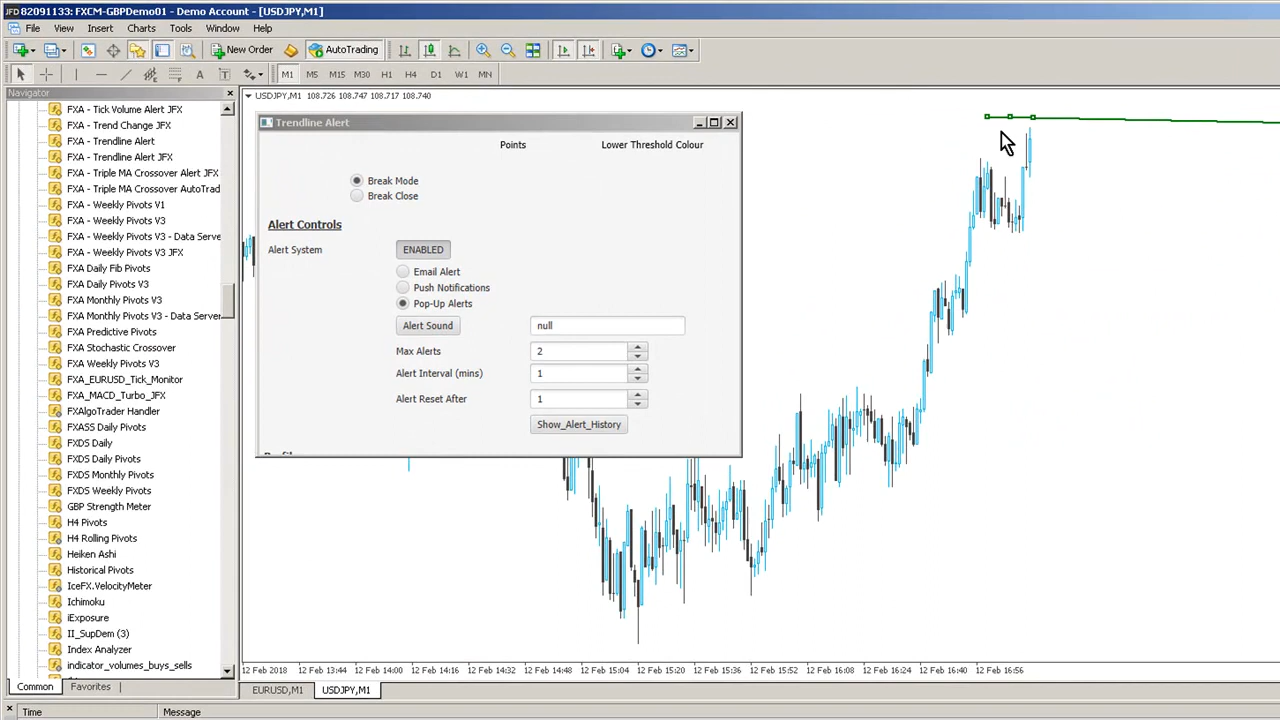 82091133: FXCM-GBPDemo01 - Demo Account - [USDJPY,M1]
File View Insert Charts Tools Window Help
New Order AutoTrading
A T M1 M5 M15 M30 H1 H4 D1 W1 MN
Navigator
FXA - Tick Volume Alert JFX
FXA - Trend Change JFX
FXA - Trendline Alert
FXA - Trendline Alert JFX
FXA - Triple MA Crossover Alert JFX
FXA - Triple MA Crossover AutoTrad
FXA - Weekly Pivots V1
FXA - Weekly Pivots V3
FXA - Weekly Pivots V3 - Data Serve
FXA - Weekly Pivots V3 JFX
FXA Daily Fib Pivots
FXA Daily Pivots V3
FXA Monthly Pivots V3
FXA Monthly Pivots V3 - Data Server
FXA Predictive Pivots
FXA Stochastic Crossover
FXA Weekly Pivots V3
FXA_EURUSD_Tick_Monitor
FXA_MACD_Turbo_JFX
FXAlgoTrader Handler
FXASS Daily Pivots
FXDS Daily
FXDS Daily Pivots
FXDS Monthly Pivots
FXDS Weekly Pivots
GBP Strength Meter
H4 Pivots
H4 Rolling Pivots
Heiken Ashi
Historical Pivots
IceFX.VelocityMeter
Ichimoku
iExposure
II_SupDem (3)
Index Analyzer
indicator_volumes_buys_sells
Common Favorites
USDJPY,M1 108.726 108.747 108.717 108.740
Trendline Alert
Points Lower Threshold Colour
Break Mode
Break Close
Alert Controls
Alert System ENABLED
Email Alert
Push Notifications
Pop-Up Alerts
Alert Sound null
Max Alerts 2
Alert Interval (mins) 1
Alert Reset After 1
Show_Alert_History
12 Feb 2018 12 Feb 13:44 12 Feb 14:00 12 Feb 14:16 12 Feb 14:32 12 Feb 14:48 12 Feb 15:04 12 Feb 15:20 12 Feb 15:36 12 Feb 15:52 12 Feb 16:08 12 Feb 16:24 12 Feb 16:40 12 Feb 16:56
EURUSD,M1 USDJPY,M1
Time Message